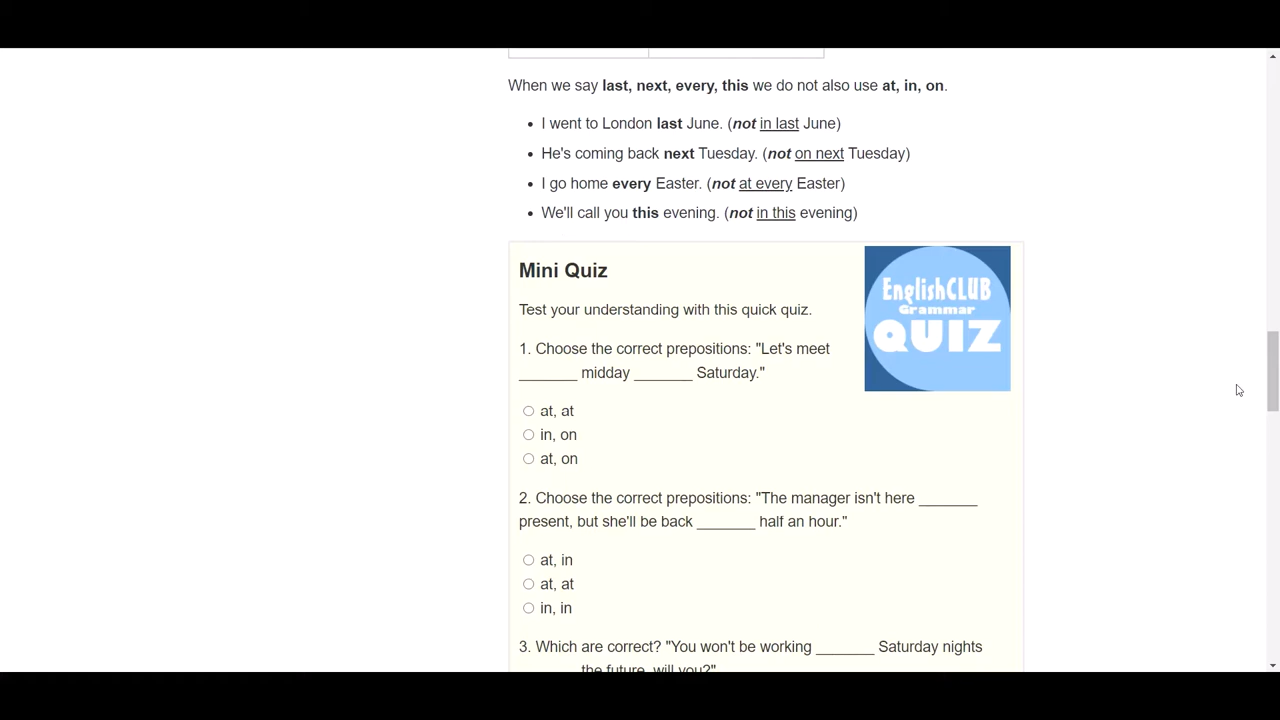 When we say last, next, every, this we do not also use at, in, on.
I went to London last June. (not in last June)
He's coming back next Tuesday. (not on next Tuesday)
I go home every Easter. (not at every Easter)
We'll call you this evening. (not in this evening)
Mini Quiz
EnglishCLUB
Grammar
QUIZ
Test your understanding with this quick quiz.
1. Choose the correct prepositions: "Let's meet
_______ midday _______ Saturday."
at, at
in, on
at, on
2. Choose the correct prepositions: "The manager isn't here _______
present, but she'll be back _______ half an hour."
at, in
at, at
in, in
3. Which are correct? "You won't be working _______ Saturday nights
_______ the future, will you?"